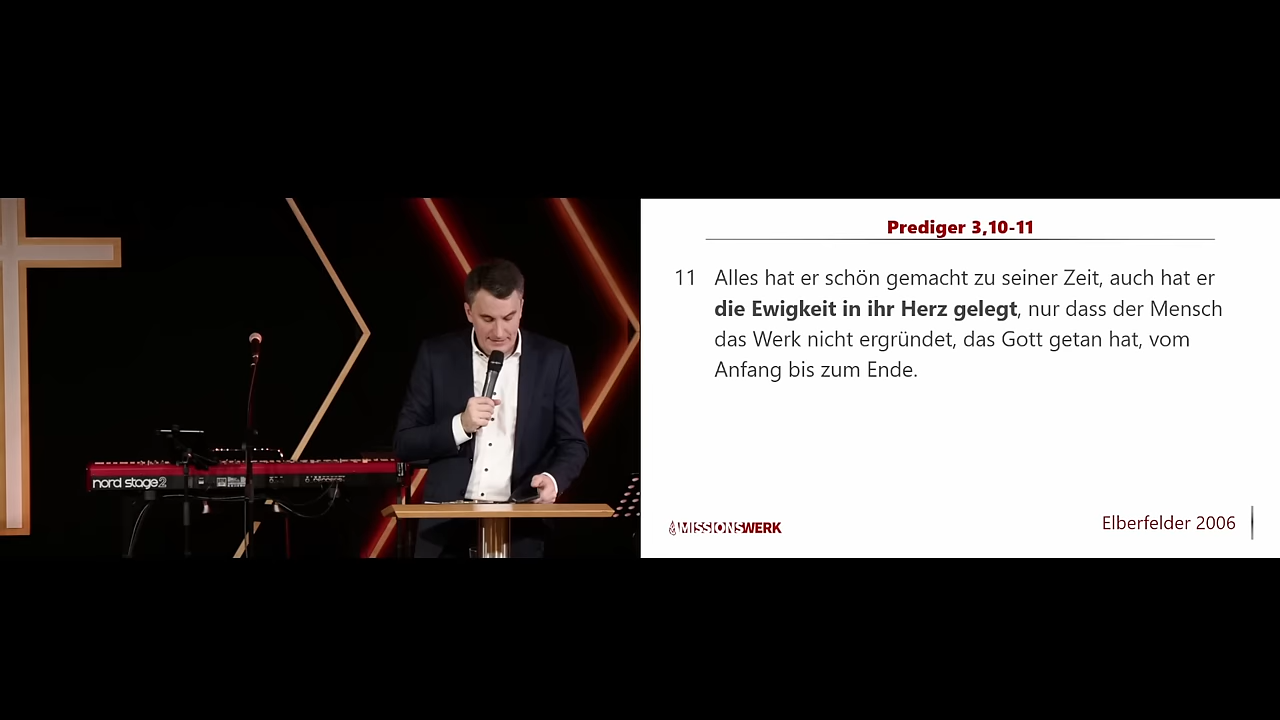 nord stage 2
Prediger 3,10-11
11 Alles hat er schön gemacht zu seiner Zeit, auch hat er
die Ewigkeit in ihr Herz gelegt, nur dass der Mensch
das Werk nicht ergründet, das Gott getan hat, vom
Anfang bis zum Ende.
MISSIONSWERK
Elberfelder 2006